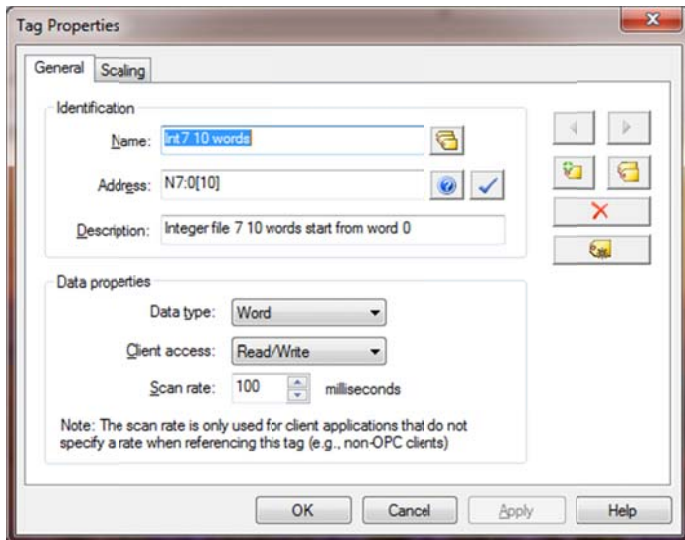 Tag Properties
General
Scaling
Identification
Name: Int7 10 words
Address: N7:0[10]
Description: Integer file 7 10 words start from word 0
Data properties
Data type: Word
Client access: Read/Write
Scan rate: 100 milliseconds
Note: The scan rate is only used for client applications that do not
specify a rate when referencing this tag (e.g., non-OPC clients)
OK
Cancel
Apply
Help